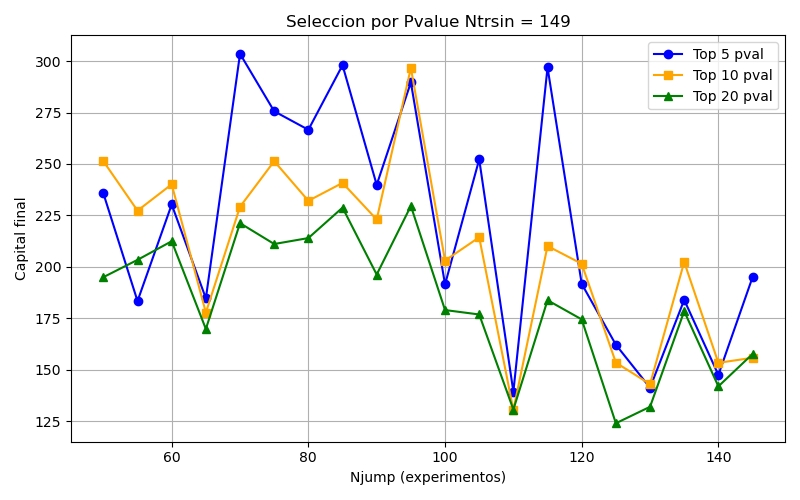 Seleccion por Pvalue Ntrsin = 149
Top 5 pval
Top 10 pval
Top 20 pval
Capital final
300
275
250
225
200
175
150
125
60 80 100 120 140
Njump (experimentos)